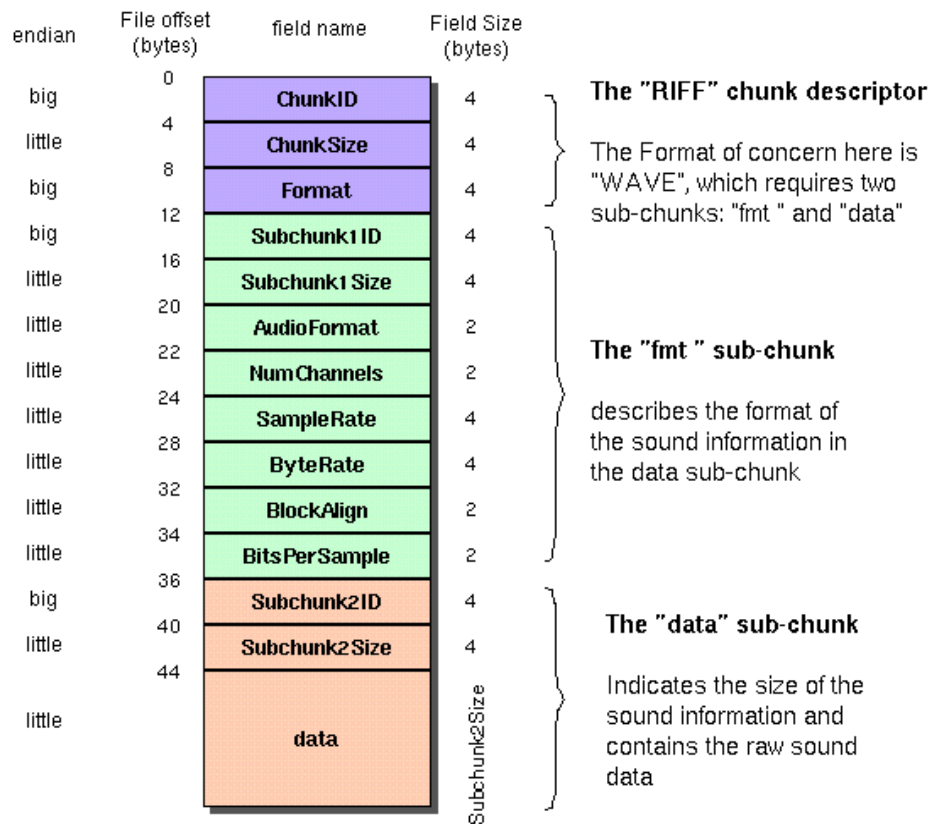 endian
File offset
(bytes)
field name
Field Size
(bytes)
0
big
ChunkID
4
4
little
ChunkSize
4
8
big
Format
4
12
big
Subchunk1ID
4
16
little
Subchunk1Size
4
20
little
AudioFormat
2
22
little
NumChannels
2
24
little
SampleRate
4
28
little
ByteRate
4
32
little
BlockAlign
2
34
little
BitsPerSample
2
36
big
Subchunk2ID
4
40
little
Subchunk2Size
4
44
little
data
Subchunk2Size
The "RIFF" chunk descriptor
The Format of concern here is
"WAVE", which requires two
sub-chunks: "fmt " and "data"
The "fmt " sub-chunk
describes the format of
the sound information in
the data sub-chunk
The "data" sub-chunk
Indicates the size of the
sound information and
contains the raw sound
data